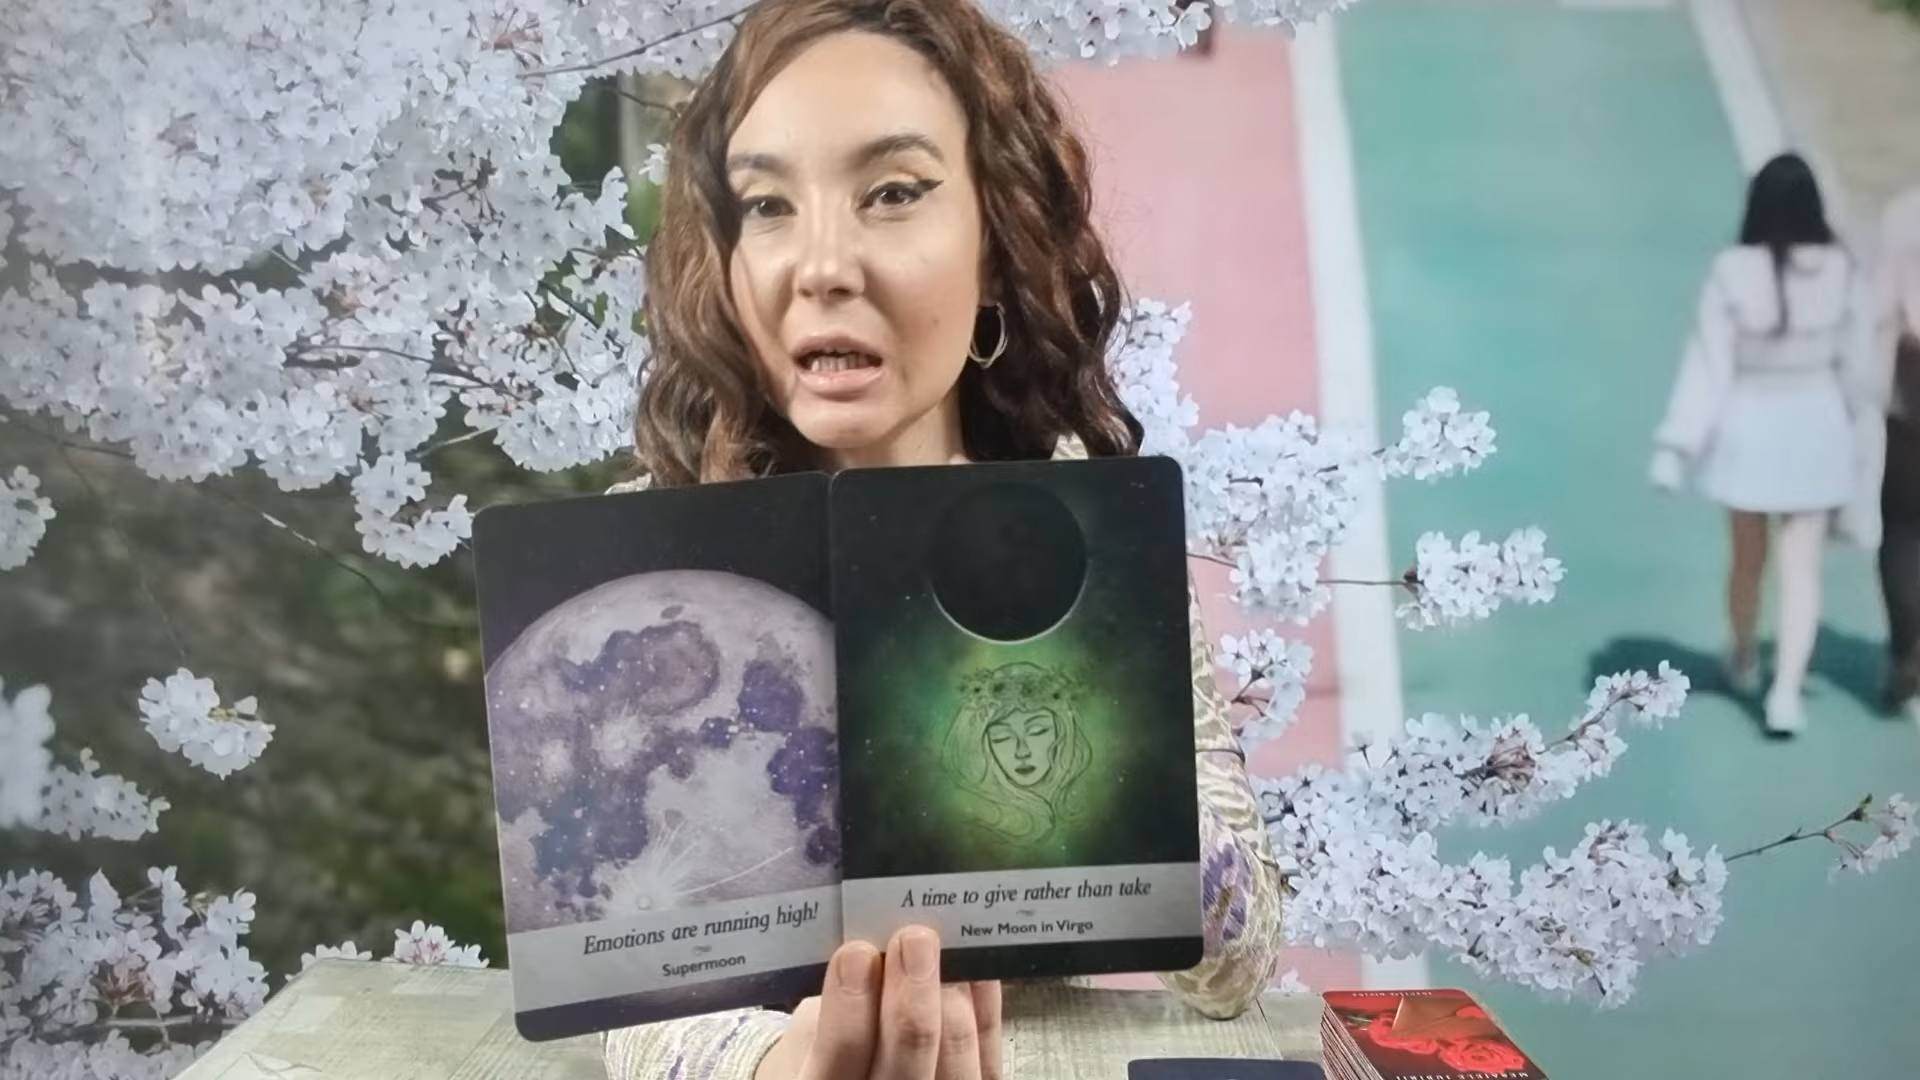 Emotions are running high!
Supermoon
A time to give rather than take
New Moon in Virgo